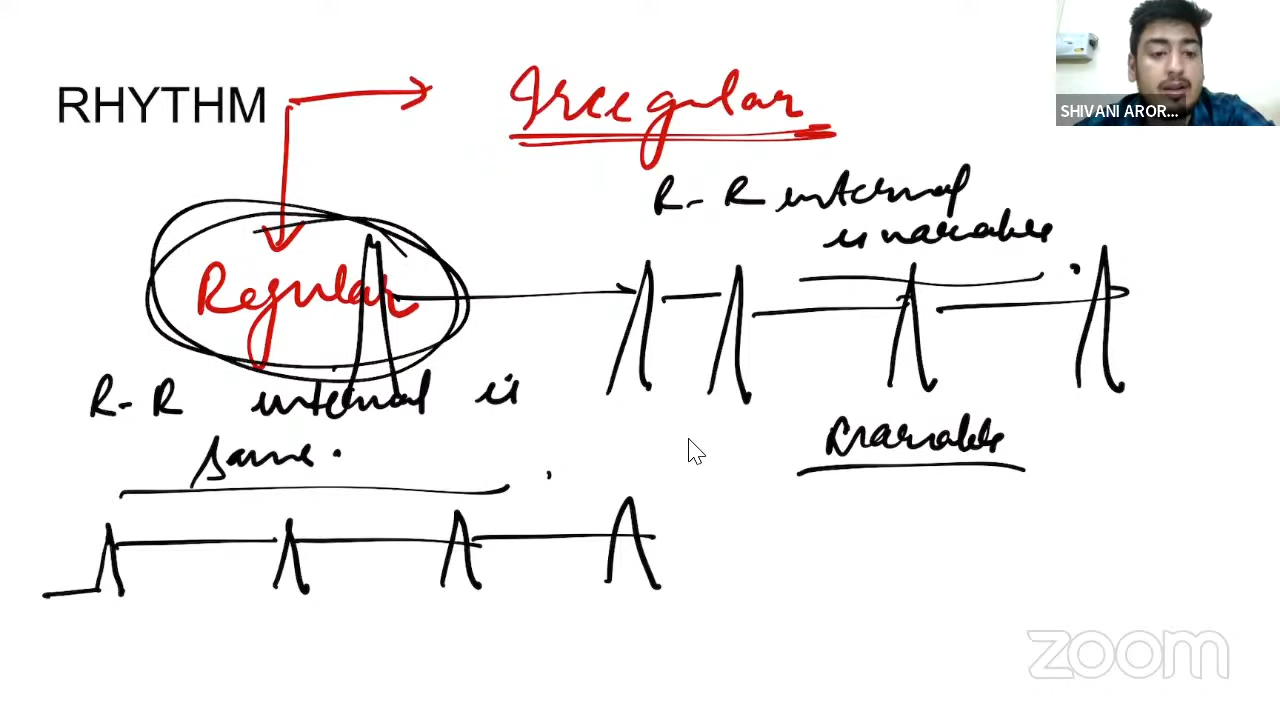 SHIVANI AROR...
RHYTHM
Irregular
R-R interval
is variable
Regular
R-R interval is
same.
variable
zoom